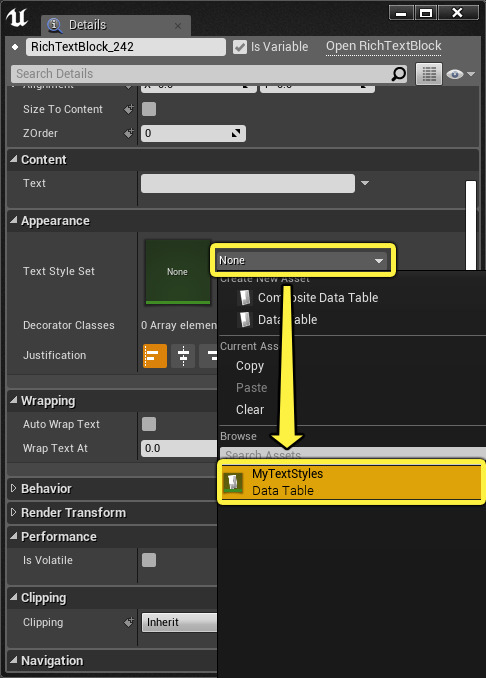 Details
RichTextBlock_242
Is Variable
Open RichTextBlock
Search Details
Alignment
Size To Content
ZOrder
0
Content
Text
Appearance
Text Style Set
None
None
Create New Asset
Composite Data Table
Decorator Classes
0 Array elemen
Current Ass
Justification
Copy
Paste
Clear
Wrapping
Auto Wrap Text
Browse
Wrap Text At
0.0
Search Assets
MyTextStyles
Data Table
Behavior
Render Transform
Performance
Is Volatile
Clipping
Clipping
Inherit
Navigation